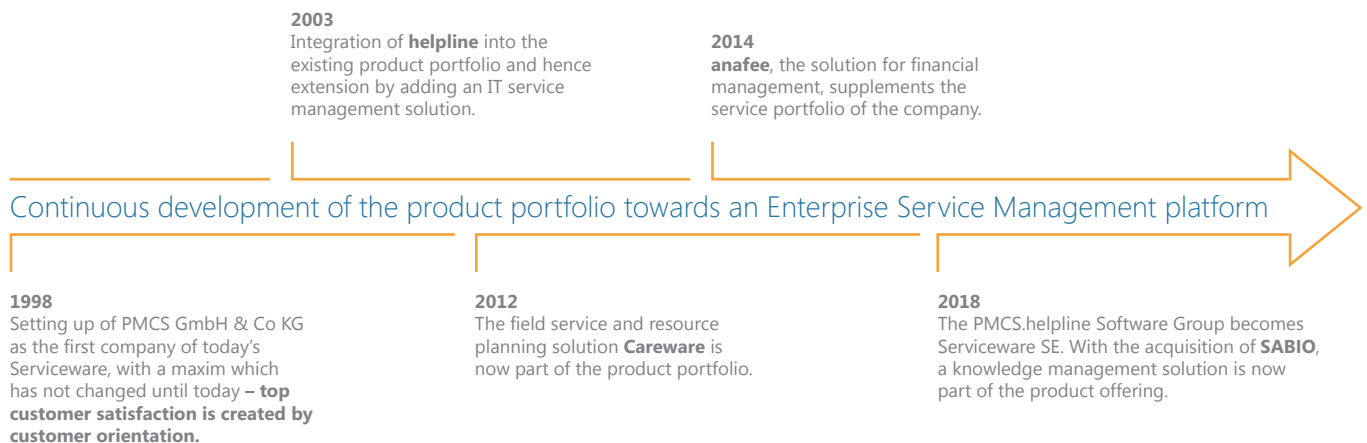 2003
Integration of helpline into the
existing product portfolio and hence
extension by adding an IT service
management solution.
2014
anafee, the solution for financial
management, supplements the
service portfolio of the company.
Continuous development of the product portfolio towards an Enterprise Service Management platform
1998
Setting up of PMCS GmbH & Co KG
as the first company of today's
Serviceware, with a maxim which
has not changed until today – top
customer satisfaction is created by
customer orientation.
2012
The field service and resource
planning solution Careware is
now part of the product portfolio.
2018
The PMCS.helpline Software Group becomes
Serviceware SE. With the acquisition of SABIO,
a knowledge management solution is now
part of the product offering.